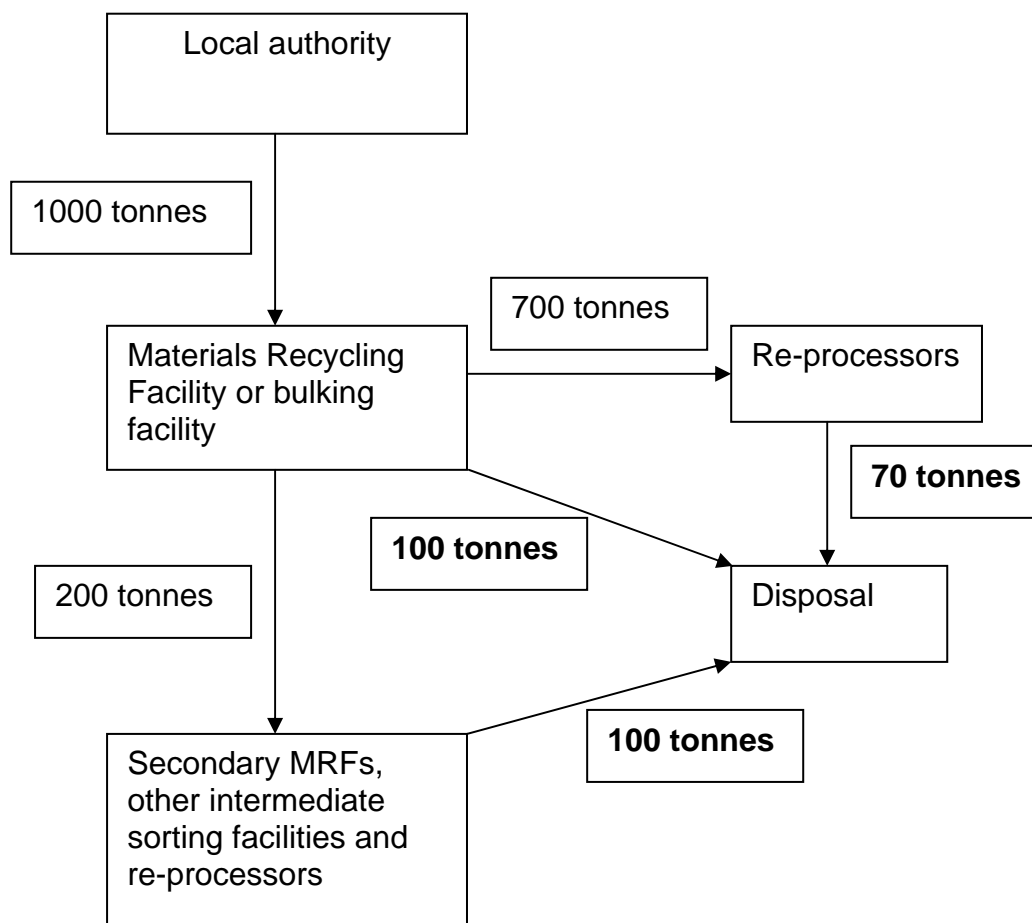 Local authority
1000 tonnes
700 tonnes
Materials Recycling
Facility or bulking
facility
Re-processors
70 tonnes
100 tonnes
200 tonnes
Disposal
100 tonnes
Secondary MRFs,
other intermediate
sorting facilities and
re-processors